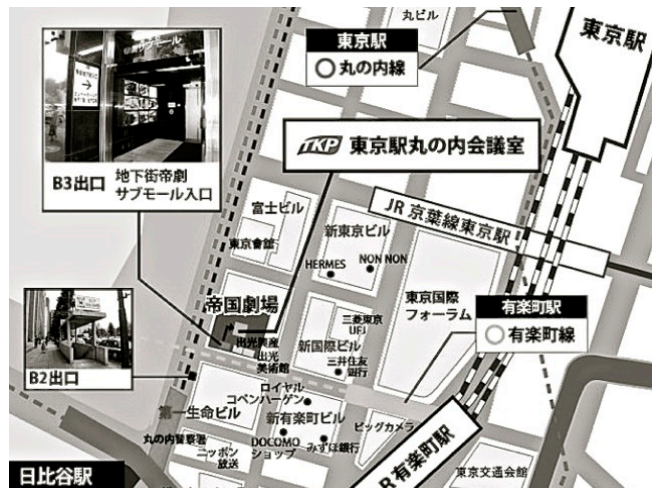 丸ビル
東京駅
丸の内線
東京駅
TKP 東京駅丸の内会議室
B3出口
地下街帝劇
サブモール入口
富士ビル
東京會館
新東京ビル
HERMES
NON NON
JR 京葉線東京駅
帝国劇場
出光興産
出光
美術館
三菱東京
UFJ
新国際ビル
三井住友
銀行
東京国際
フォーラム
有楽町駅
有楽町線
B2出口
第一生命ビル
ロイヤル
コペンハーゲン
新有楽町ビル
ビックカメラ
丸の内警察署
ニッポン
放送
DOCOMO
ショップ
みずほ銀行
R 有楽町駅
東京交通会館
日比谷駅